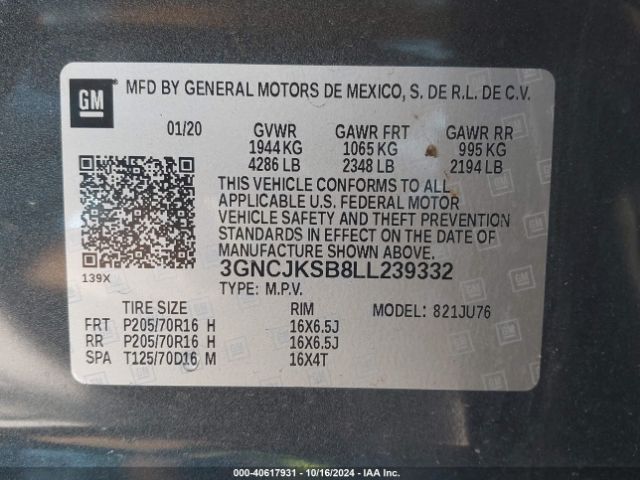 GM MFD BY GENERAL MOTORS DE MEXICO, S. DE R.L. DE C.V.
01/20 GVWR GAWR FRT GAWR RR
1944 KG 1065 KG 995 KG
4286 LB 2348 LB 2194 LB
THIS VEHICLE CONFORMS TO ALL
APPLICABLE U.S. FEDERAL MOTOR
VEHICLE SAFETY AND THEFT PREVENTION
STANDARDS IN EFFECT ON THE DATE OF
MANUFACTURE SHOWN ABOVE.
139X 3GNCJKSB8LL239332
TYPE: M.P.V.
TIRE SIZE RIM MODEL: 821JU76
FRT P205/70R16 H 16X6.5J
RR P205/70R16 H 16X6.5J
SPA T125/70D16 M 16X4T
Stock #: 40617931 | 10/16/2024 | IAA Inc.